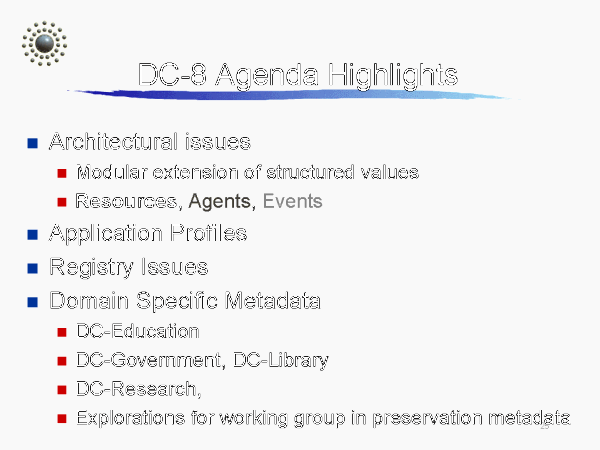 DC-8 Agenda Highlights
Architectural issues
Modular extension of structured values
Resources, Agents, Events
Application Profiles
Registry Issues
Domain Specific Metadata
DC-Education
DC-Government, DC-Library
DC-Research,
Explorations for working group in preservation metadata